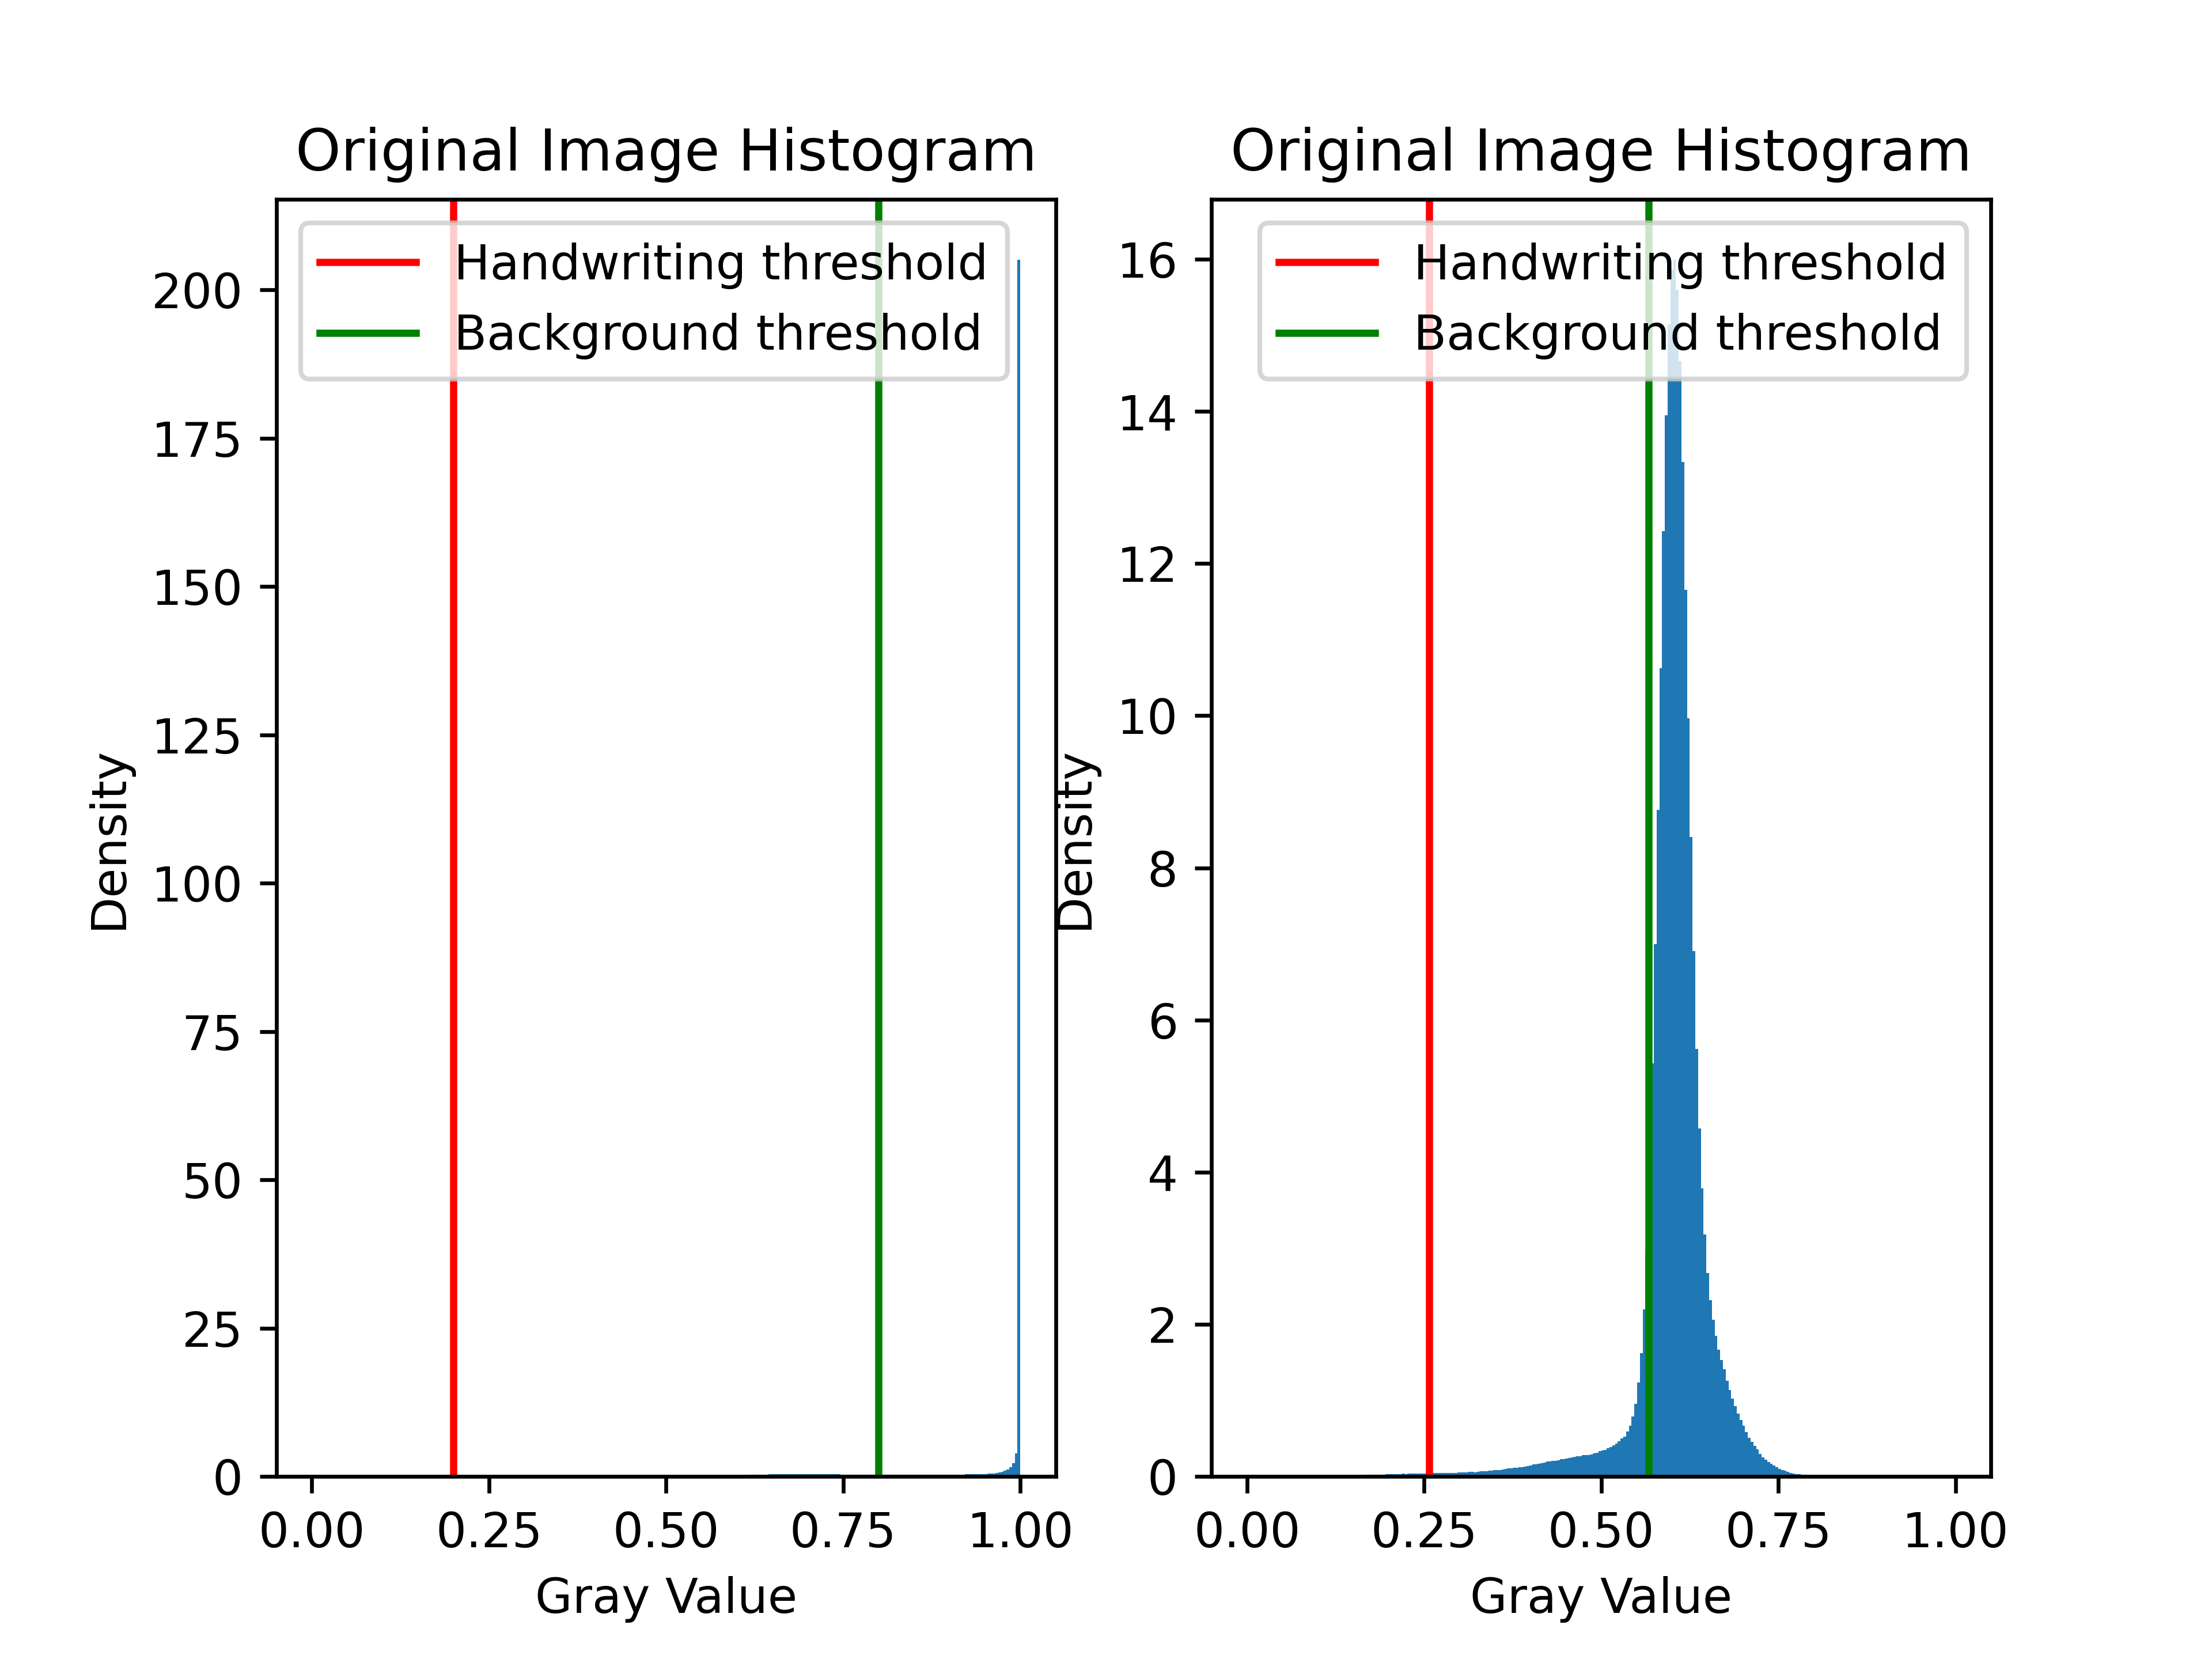 Original Image Histogram
Handwriting threshold
Background threshold
200
175
150
125
100
75
50
25
0
Density
0.00 0.25 0.50 0.75 1.00
Gray Value
Original Image Histogram
Handwriting threshold
Background threshold
16
14
12
10
8
6
4
2
0
Density
0.00 0.25 0.50 0.75 1.00
Gray Value